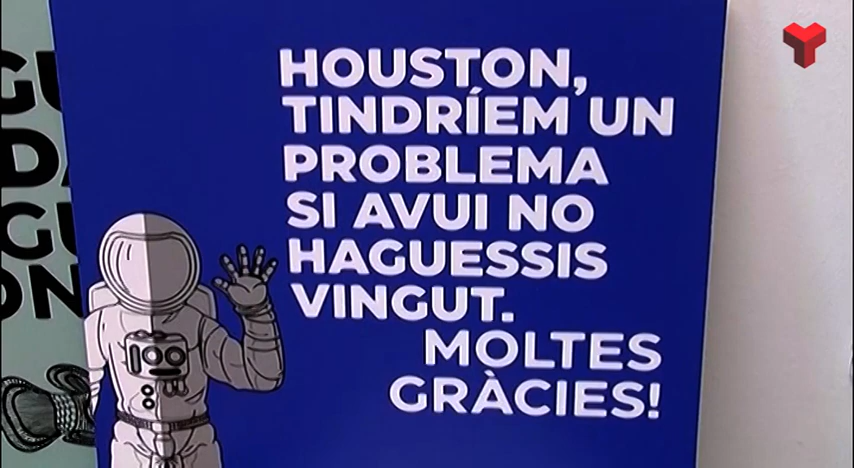 HOUSTON,
TINDRÍEM UN
PROBLEMA
SI AVUI NO
HAGUESSIS
VINGUT.
MOLTES
GRÀCIES!